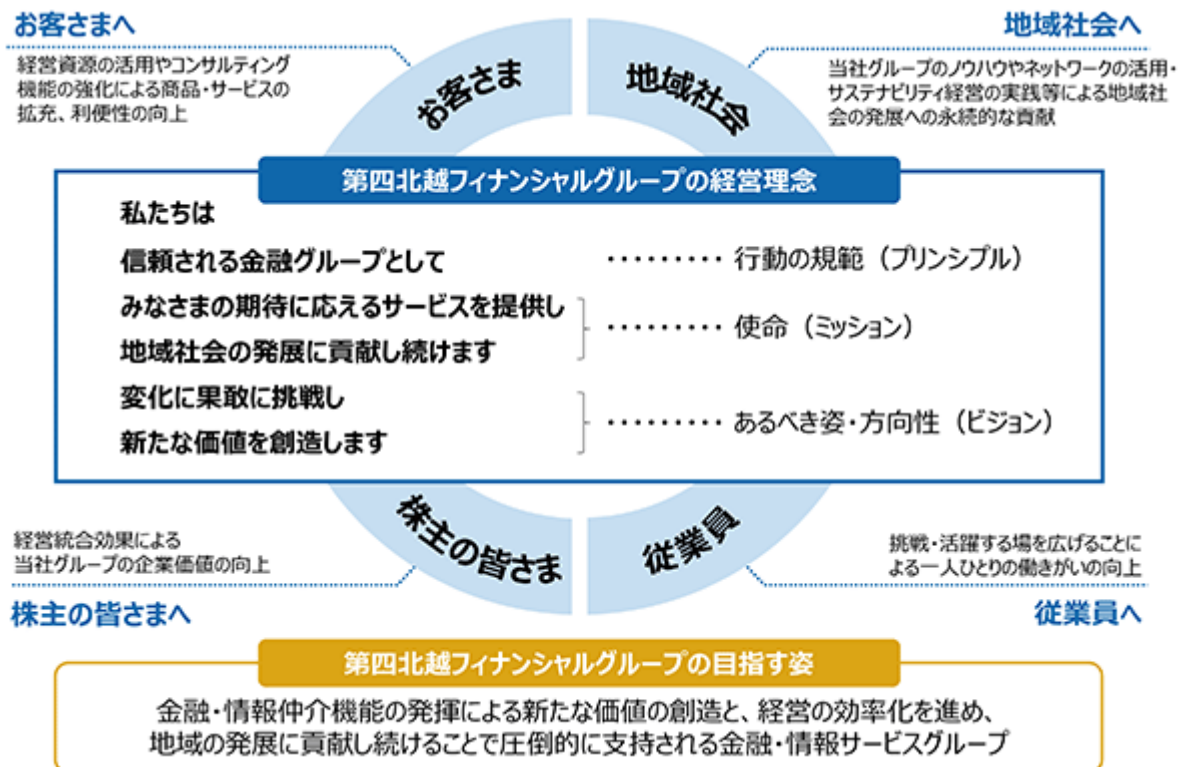 お客さまへ
経営資源の活用やコンサルティング
機能の強化による商品・サービスの
拡充、利便性の向上
地域社会へ
当社グループのノウハウやネットワークの活用・
サステナビリティ経営の実践等による地域社
会の発展への永続的な貢献
お客さま
地域社会
第四北越フィナンシャルグループの経営理念
私たちは
信頼される金融グループとして
・・・・・・・・・ 行動の規範（プリンシプル）
みなさまの期待に応えるサービスを提供し
地域社会の発展に貢献し続けます
・・・・・・・・・ 使命（ミッション）
変化に果敢に挑戦し
新たな価値を創造します
・・・・・・・・・ あるべき姿・方向性（ビジョン）
株主の皆さま
従業員
経営統合効果による
当社グループの企業価値の向上
株主の皆さまへ
挑戦・活躍する場を広げることに
よる一人ひとりの働きがいの向上
従業員へ
第四北越フィナンシャルグループの目指す姿
金融・情報仲介機能の発揮による新たな価値の創造と、経営の効率化を進め、
地域の発展に貢献し続けることで圧倒的に支持される金融・情報サービスグループ